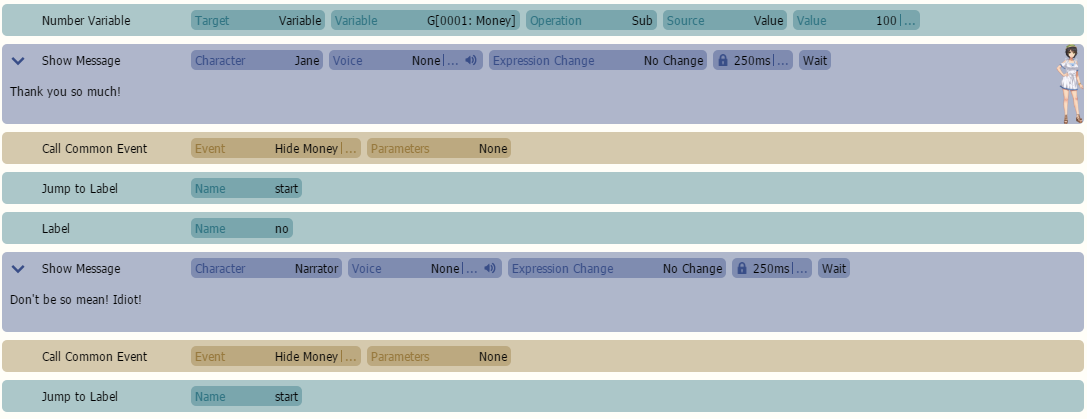 Number Variable Target Variable Variable G[0001: Money] Operation Sub Source Value Value 100 ...
Show Message Character Jane Voice None ... Expression Change No Change 250ms ... Wait
Thank you so much!
Call Common Event Event Hide Money ... Parameters None
Jump to Label Name start
Label Name no
Show Message Character Narrator Voice None ... Expression Change No Change 250ms ... Wait
Don't be so mean! Idiot!
Call Common Event Event Hide Money ... Parameters None
Jump to Label Name start